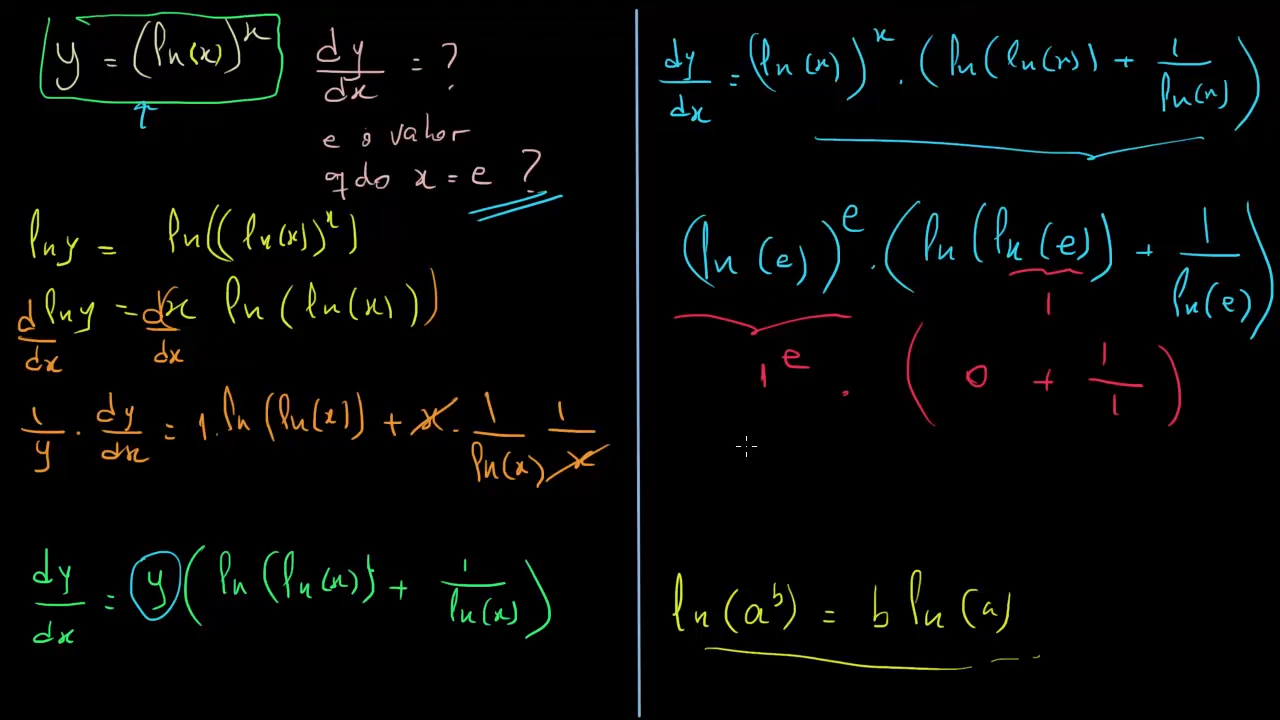 y = (ln(x))^x
dy/dx = ?
e o valor
qdo x = e ?
ln y = ln((ln(x))^x)
d/dx ln y = d/dx (x ln(ln(x)))
1/y · dy/dx = 1. ln(ln(x)) + x · 1/ln(x) 1/x
dy/dx = y (ln(ln(x)) + 1/ln(x))
dy/dx = (ln(x))^x · (ln(ln(x)) + 1/ln(x))
(ln(e))^e · (ln(ln(e)) + 1/ln(e))
1
1^e · (0 + 1/1)
ln(a^b) = b ln(a)